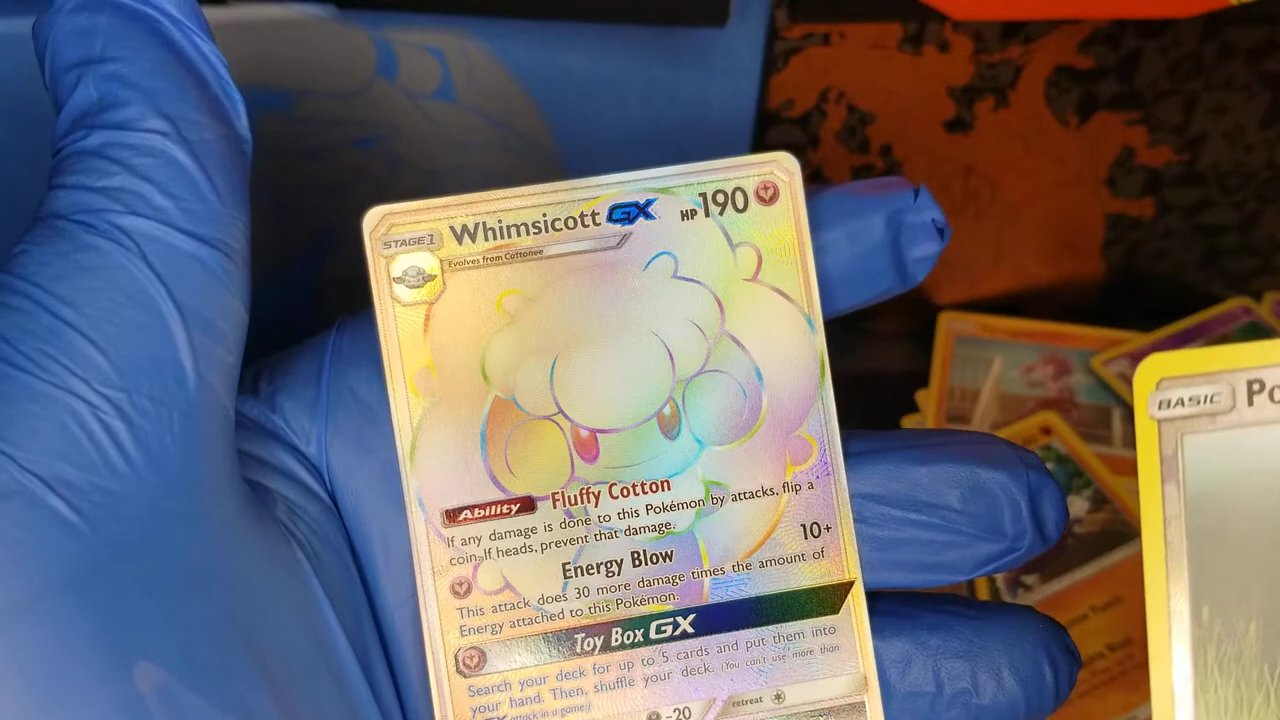 STAGE 1 Whimsicott GX HP 190
Evolves from Cottonee
Ability Fluffy Cotton
If any damage is done to this Pokémon by attacks, flip a
coin. If heads, prevent that damage.
Energy Blow 10+
This attack does 30 more damage times the amount of
Energy attached to this Pokémon.
Toy Box GX
Search your deck for up to 5 cards and put them into
your hand. Then, shuffle your deck. (You can't use more
GX attack in a game.)
-20 retreat
BASIC Po